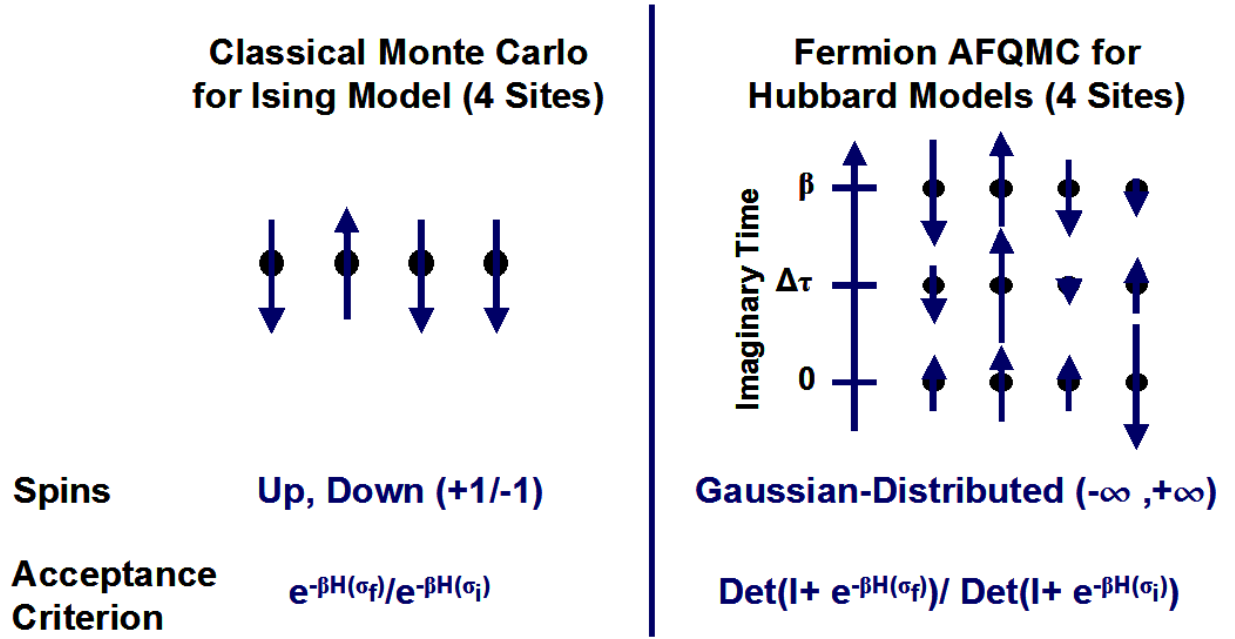 Classical Monte Carlo
for Ising Model (4 Sites)
Fermion AFQMC for
Hubbard Models (4 Sites)
Imaginary Time
β
Δτ
0
Spins
Up, Down (+1/-1)
Gaussian-Distributed (-∞ ,+∞)
Acceptance
Criterion
e-βH(σf)/e-βH(σi)
Det(I+ e-βH(σf))/ Det(I+ e-βH(σi))